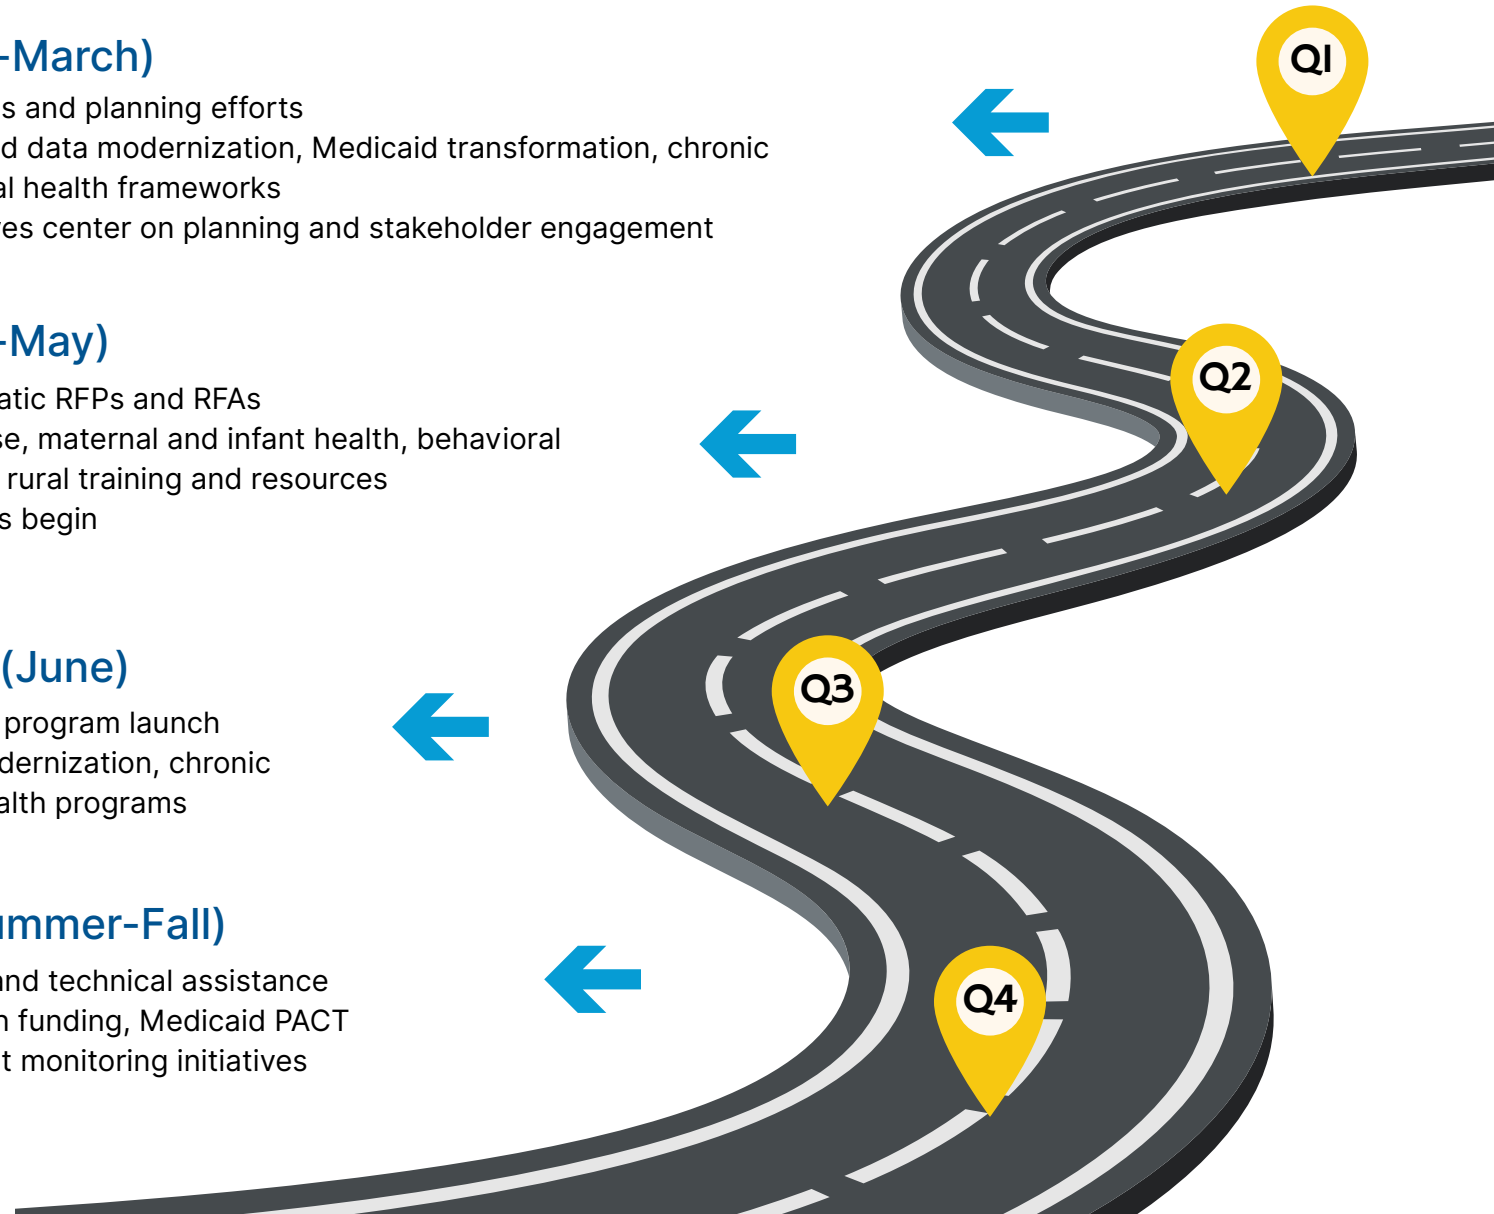 -March)
Q1
s and planning efforts
d data modernization, Medicaid transformation, chronic
al health frameworks
es center on planning and stakeholder engagement
-May)
Q2
atic RFPs and RFAs
se, maternal and infant health, behavioral
rural training and resources
s begin
(June)
Q3
program launch
dernization, chronic
alth programs
ummer-Fall)
and technical assistance
Q4
n funding, Medicaid PACT
t monitoring initiatives